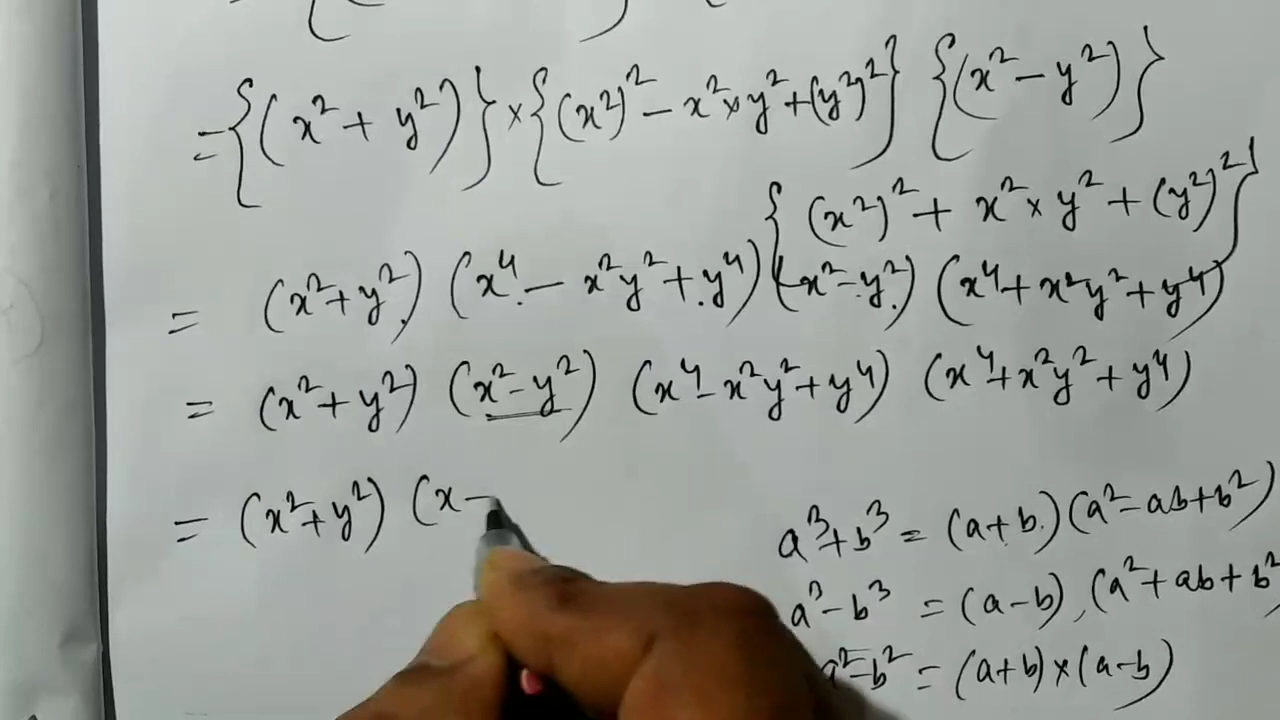 = {(x² + y²)} × {(x²)² − x² × y² + (y²)²} {(x² − y²)}
{(x²)² + x² × y² + (y²)²}
= (x² + y²) (x⁴ − x²y² + y⁴) (x² − y²) (x⁴ + x²y² + y⁴)
= (x² + y²) (x² − y²) (x⁴ − x²y² + y⁴) (x⁴ + x²y² + y⁴)
= (x² + y²) (x −
a³ + b³ = (a + b) (a² − ab + b²)
a³ − b³ = (a − b) (a² + ab + b²
a² − b² = (a + b) × (a − b)